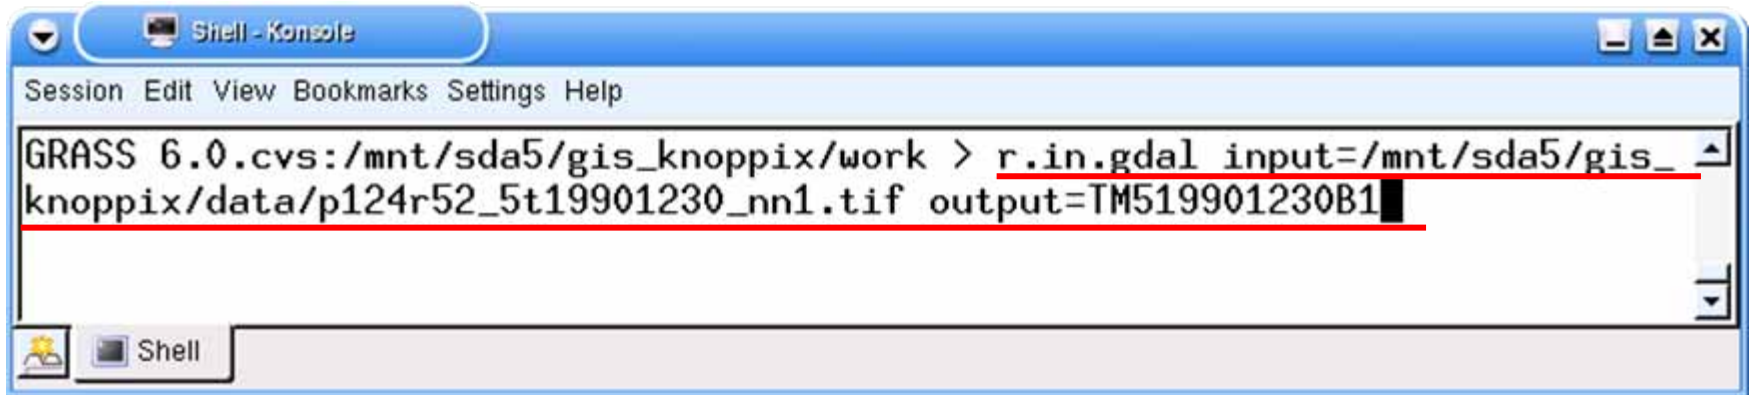 Shell - Konsole
Session Edit View Bookmarks Settings Help
GRASS 6.0.cvs:/mnt/sda5/gis_knoppix/work > r.in.gdal input=/mnt/sda5/gis_
knoppix/data/p124r52_5t19901230_nn1.tif output=TM519901230B1
Shell